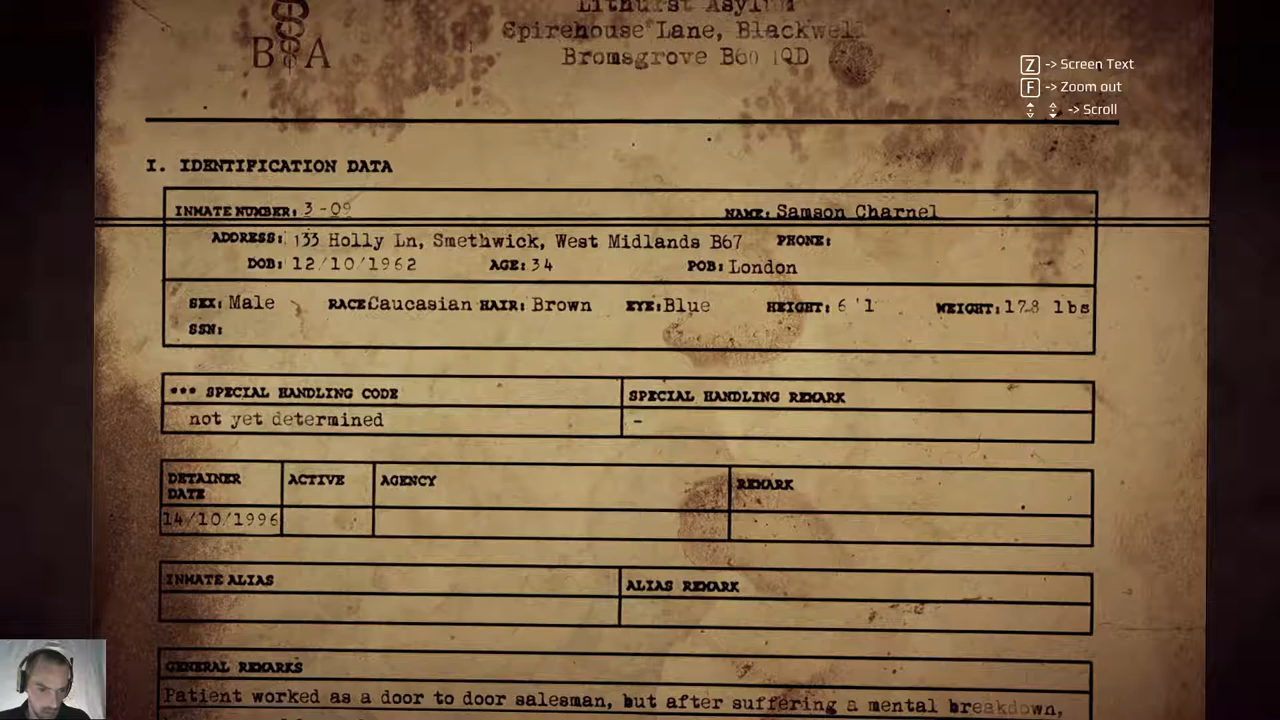 Lithurst Asylum
B A
Spirehouse Lane, Blackwell
Bromsgrove B60 1QD
Z -> Screen Text
F -> Zoom out
-> Scroll
I. IDENTIFICATION DATA
INMATE NUMBER: 3-09 NAME: Samson Charnel
ADDRESS: 133 Holly Ln, Smethwick, West Midlands B67 PHONE:
DOB: 12/10/1962 AGE: 34 POB: London
SEX: Male RACE Caucasian HAIR: Brown EYE: Blue HEIGHT: 6'1 WEIGHT: 178 lbs
SSN:
*** SPECIAL HANDLING CODE SPECIAL HANDLING REMARK
not yet determined -
DETAINER DATE ACTIVE AGENCY REMARK
14/10/1996
INMATE ALIAS ALIAS REMARK
GENERAL REMARKS
Patient worked as a door to door salesman, but after suffering a mental breakdown,